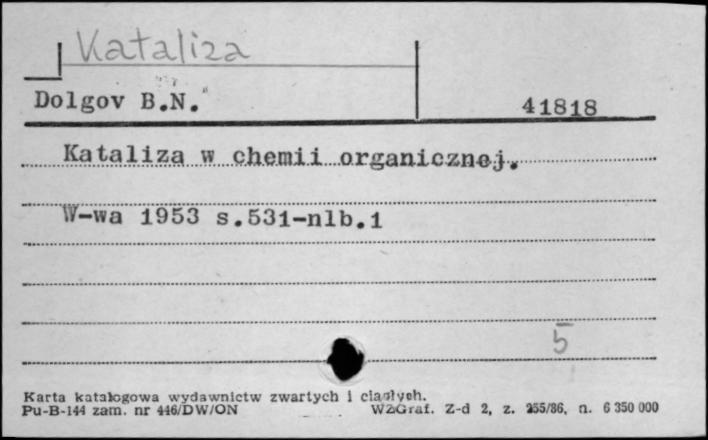 Kataliza
Dolgov B.N.
41818
Kataliza w chemii organicznej.
W-wa 1953 s.531-nlb.1
5
Karta katalogowa wydawnictw zwartych i ciągłych.
Pu-B-144 zam. nr 446/DW/ON WZGraf. Z-d 2, z. 255/86, n. 6 350 000